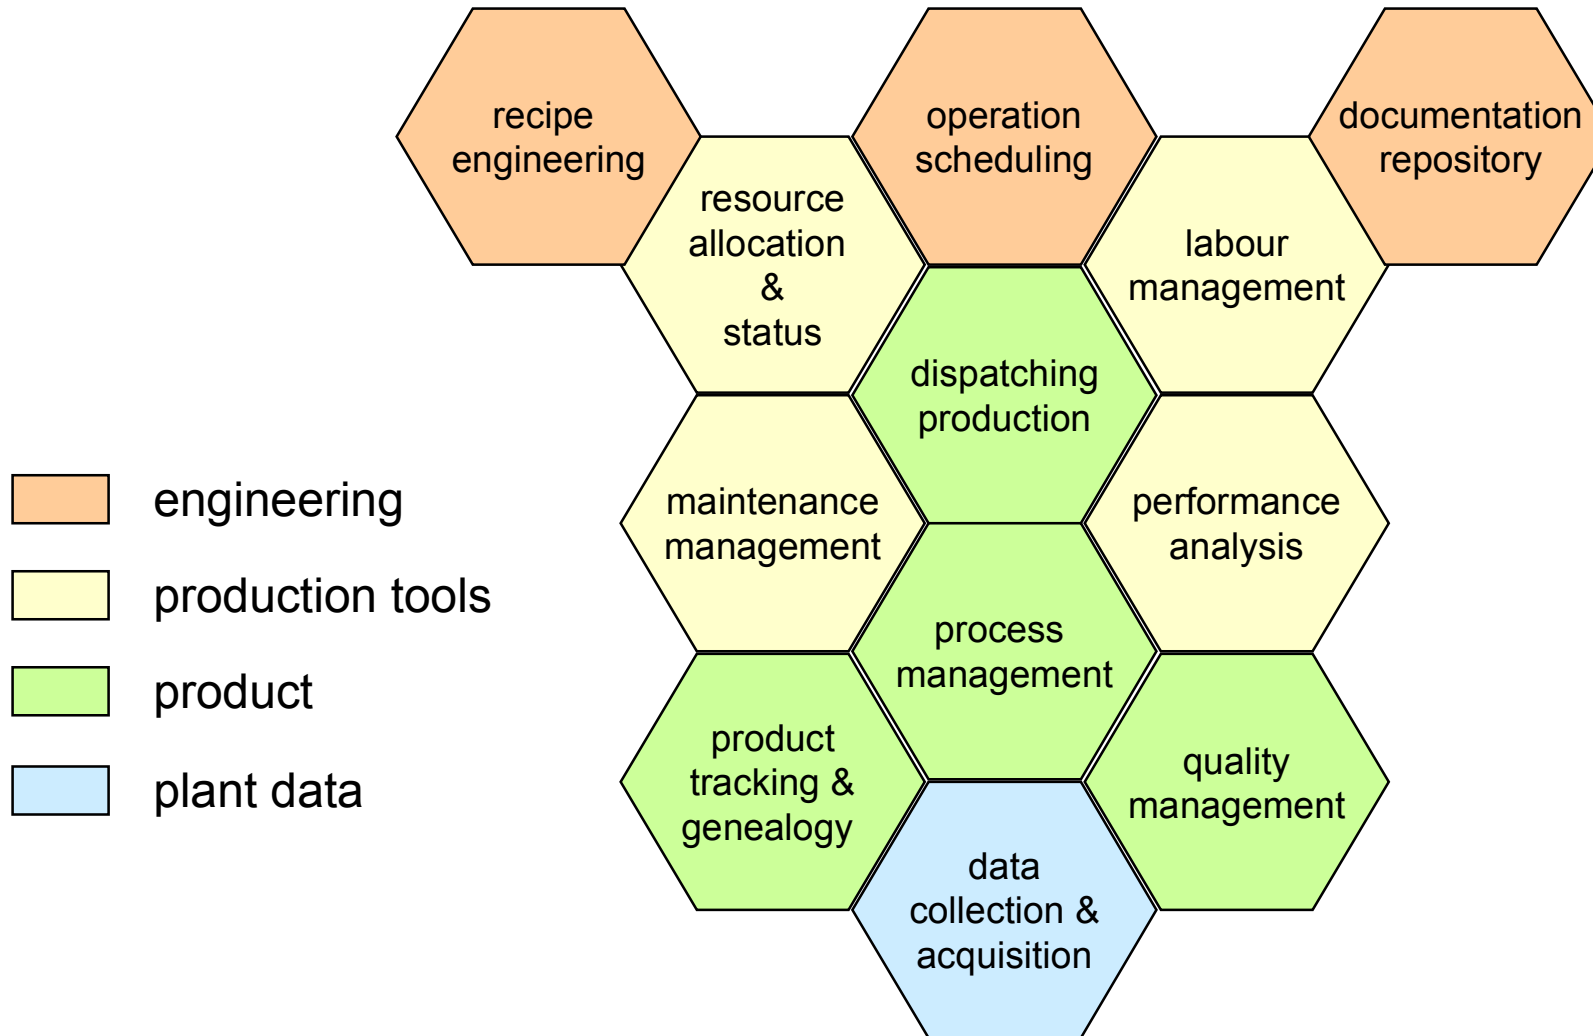 recipe
engineering
operation
scheduling
documentation
repository
resource
allocation
&
status
labour
management
dispatching
production
maintenance
management
performance
analysis
process
management
product
tracking &
genealogy
quality
management
data
collection &
acquisition
engineering
production tools
product
plant data